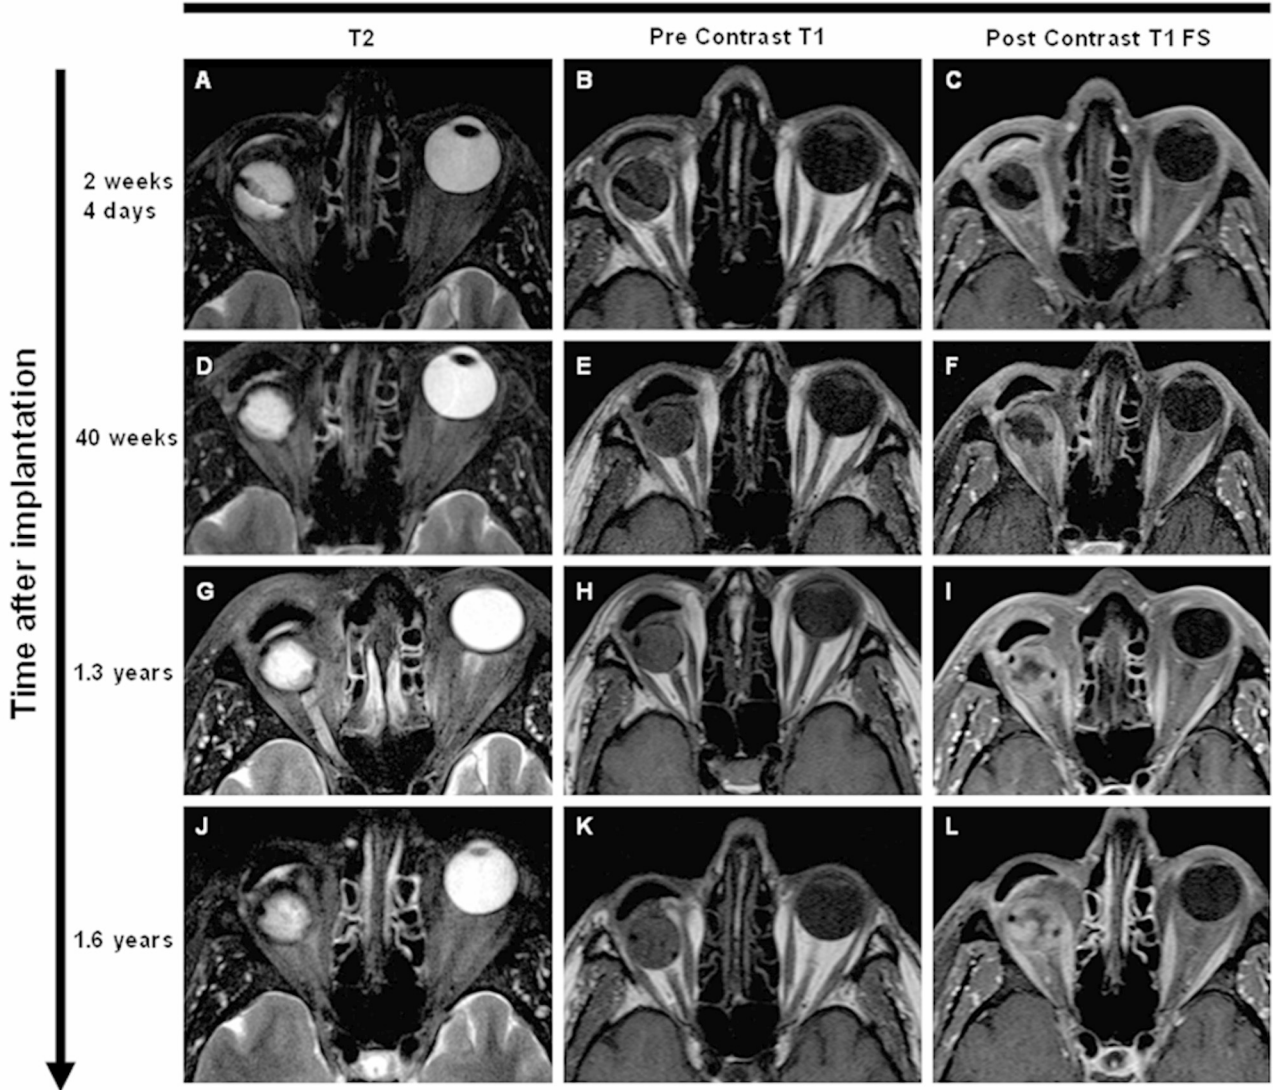 T2
Pre Contrast T1
Post Contrast T1 FS
Time after implantation
2 weeks
4 days
A
B
C
40 weeks
D
E
F
1.3 years
G
H
I
1.6 years
J
K
L